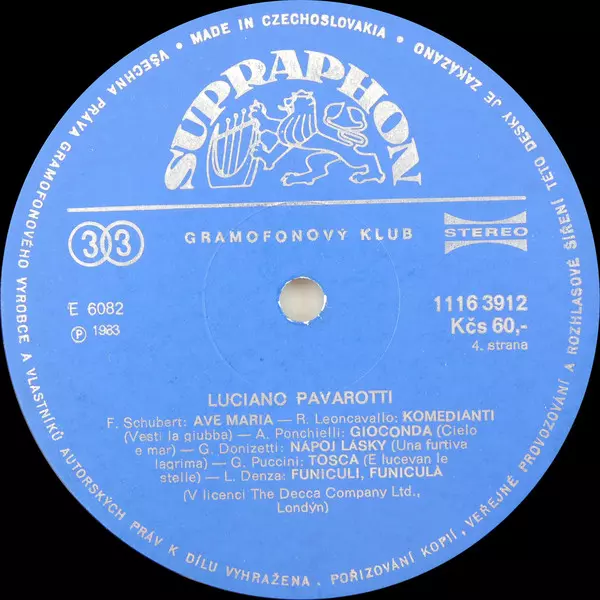 VŠECHNA PRÁVA GRAMOFONOVÉHO VÝROBCE A VLASTNÍKŮ AUTORSKÝCH PRÁV K DÍLU VYHRAŽENA. POŘIZOVÁNÍ KOPIÍ, VEŘEJNÉ PROVOZOVÁNÍ A ROZHLASOVÉ ŠÍŘENÍ TÉTO DESKY JE ZAKÁZÁNO
• MADE IN CZECHOSLOVAKIA •
SUPRAPHON
33
GRAMOFONOVÝ KLUB
STEREO
E 6082
℗ 1983
1116 3912
Kčs 60,-
4. strana
LUCIANO PAVAROTTI
F. Schubert: AVE MARIA — R. Leoncavallo: KOMEDIANTI
(Vesti la giubba) — A. Ponchielli: GIOCONDA (Cielo
e mar) — G. Donizetti: NÁPOJ LÁSKY (Una furtiva
lagrima) — G. Puccini: TOSCA (E lucevan le
stelle) — L. Denza: FUNICULI, FUNICULÀ
(V licenci The Decca Company Ltd.,
Londýn)